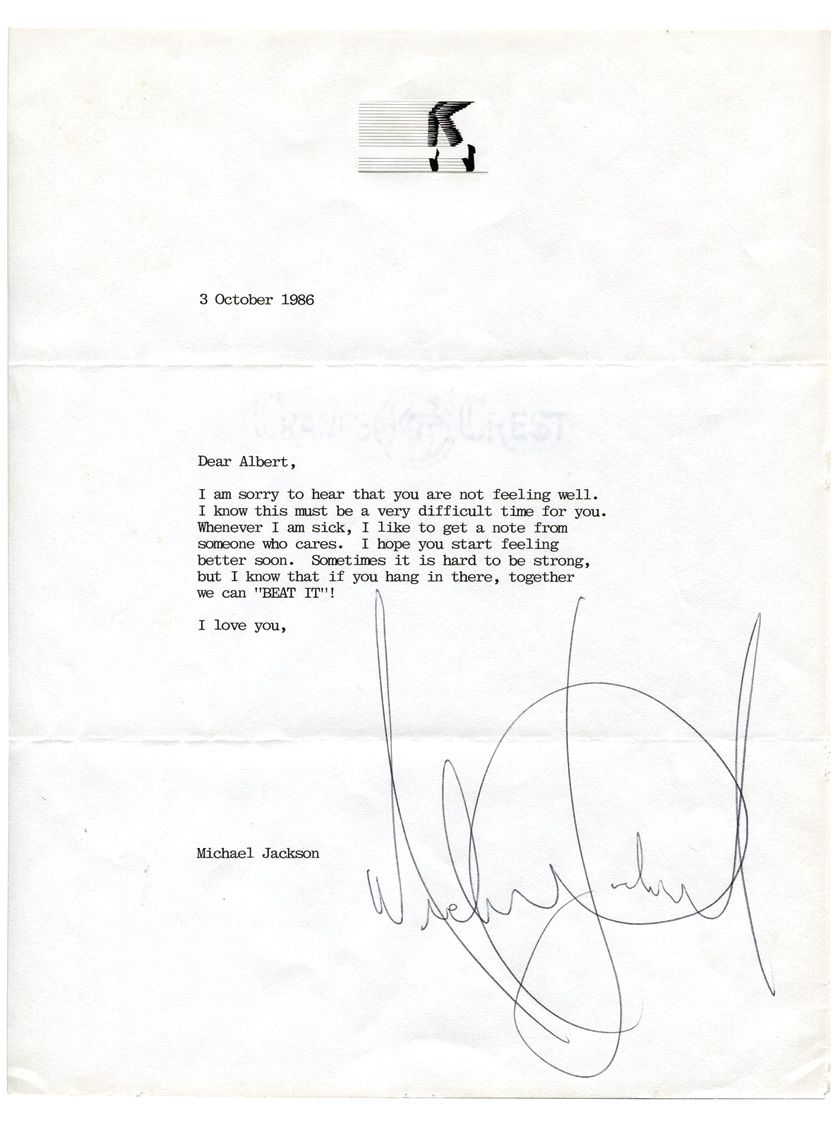 3 October 1986
Dear Albert,
I am sorry to hear that you are not feeling well.
I know this must be a very difficult time for you.
Whenever I am sick, I like to get a note from
someone who cares.  I hope you start feeling
better soon.  Sometimes it is hard to be strong,
but I know that if you hang in there, together
we can "BEAT IT"!
I love you,
Michael Jackson